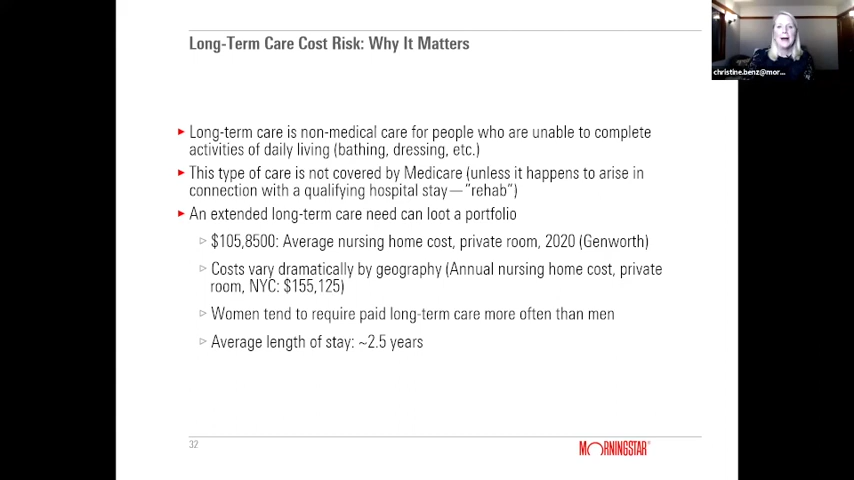 Long-Term Care Cost Risk: Why It Matters
christine.benz@mor...
Long-term care is non-medical care for people who are unable to complete
activities of daily living (bathing, dressing, etc.)
This type of care is not covered by Medicare (unless it happens to arise in
connection with a qualifying hospital stay—"rehab")
An extended long-term care need can loot a portfolio
$105,8500: Average nursing home cost, private room, 2020 (Genworth)
Costs vary dramatically by geography (Annual nursing home cost, private
room, NYC: $155,125)
Women tend to require paid long-term care more often than men
Average length of stay: ~2.5 years
32
MORNINGSTAR®